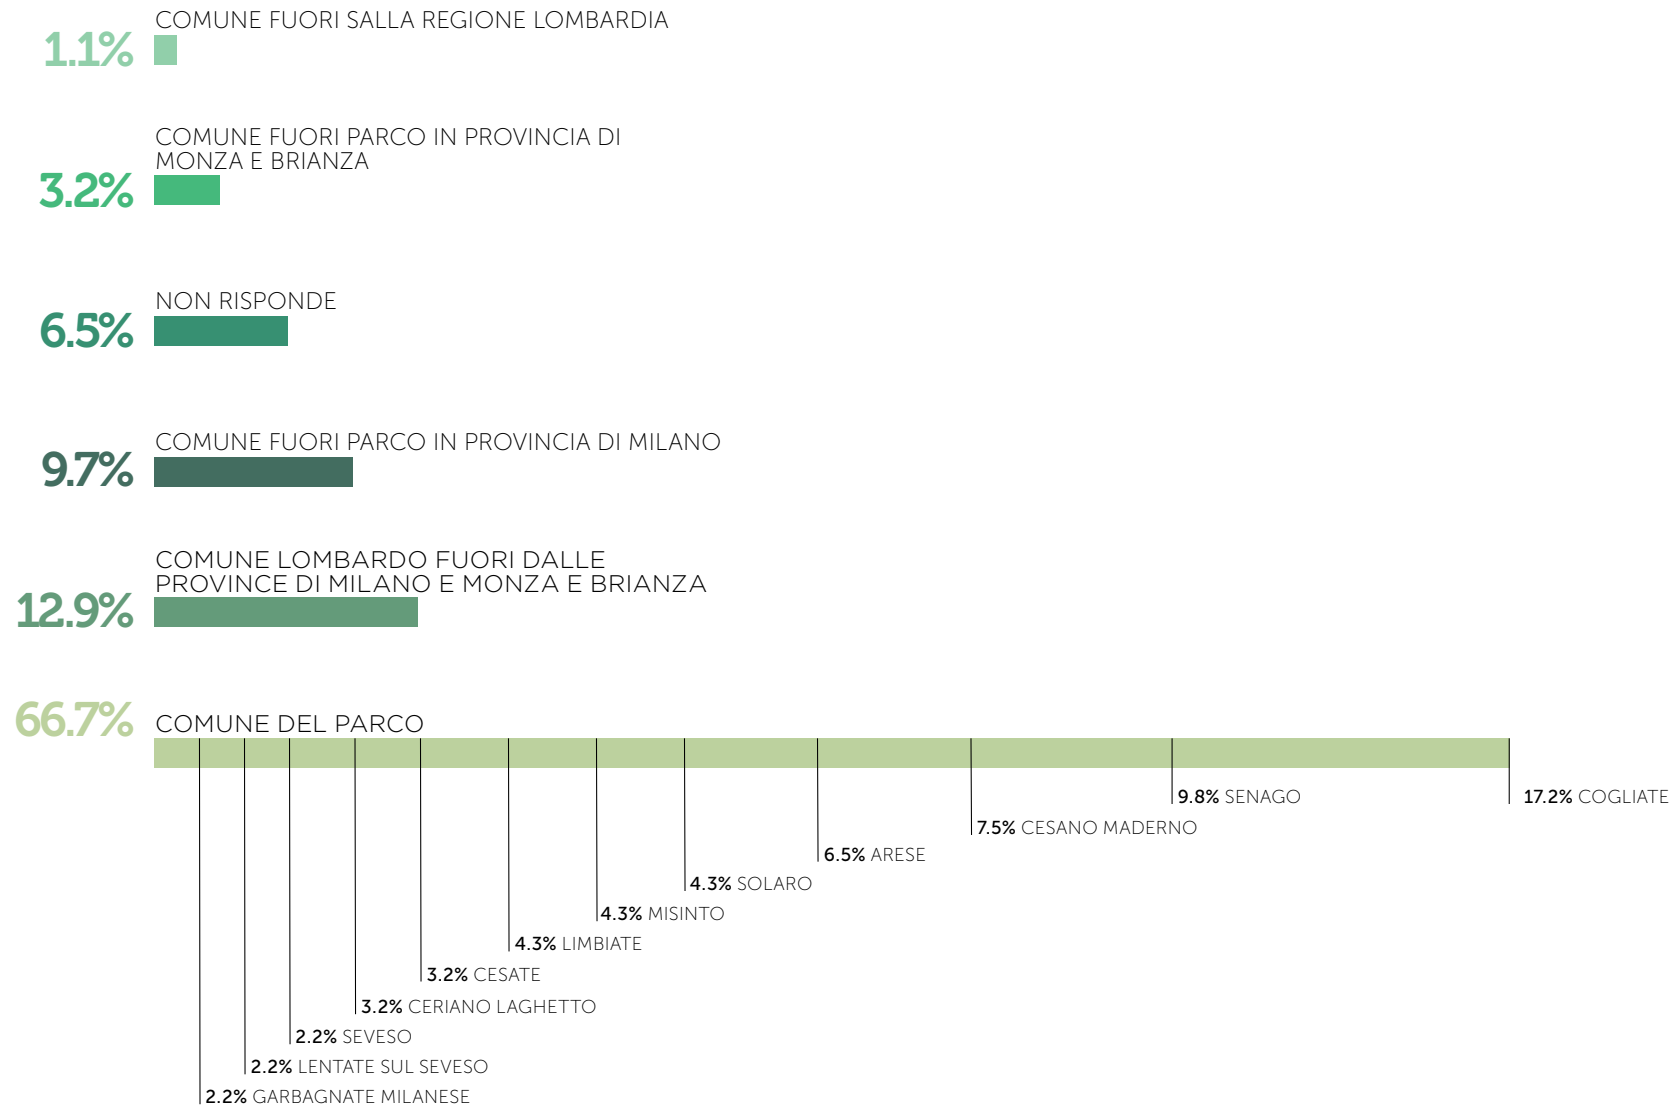 COMUNE FUORI SALLA REGIONE LOMBARDIA
1.1%
COMUNE FUORI PARCO IN PROVINCIA DI
MONZA E BRIANZA
3.2%
NON RISPONDE
6.5%
COMUNE FUORI PARCO IN PROVINCIA DI MILANO
9.7%
COMUNE LOMBARDO FUORI DALLE
PROVINCE DI MILANO E MONZA E BRIANZA
12.9%
66.7% COMUNE DEL PARCO
9.8% SENAGO
17.2% COGLIATE
7.5% CESANO MADERNO
6.5% ARESE
4.3% SOLARO
4.3% MISINTO
4.3% LIMBIATE
3.2% CESATE
3.2% CERIANO LAGHETTO
2.2% SEVESO
2.2% LENTATE SUL SEVESO
2.2% GARBAGNATE MILANESE